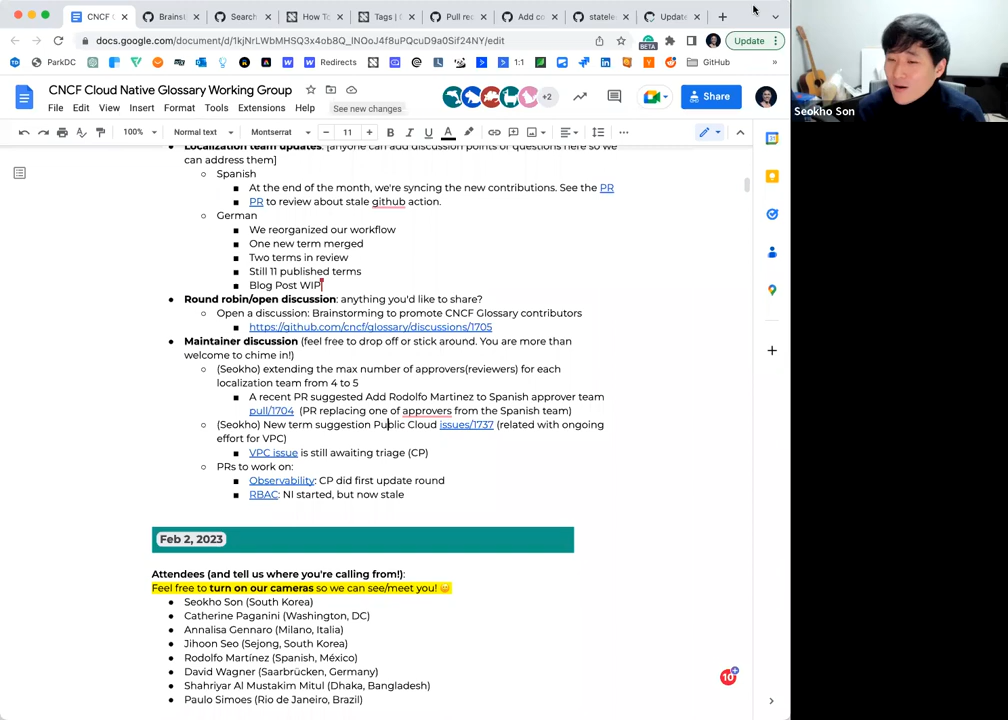 CNCF C
Brainst
Search
How To
Tags | C
Pull rec
Add co
statele
Update
docs.google.com/document/d/1kjNrLWbMHSQ3x4ob8Q_lNOoJ4f8uPQcuD9a0Sif24NY/edit
BETA
Update
ParkDC
Redirects
1:1
GitHub
CNCF Cloud Native Glossary Working Group
File Edit View Insert Format Tools Extensions Help
See new changes
+2
Share
100% Normal text Montserrat 11
Seokho Son
Localization team updates: [anyone can add discussion points or questions here so we
can address them]
Spanish
At the end of the month, we're syncing the new contributions. See the PR
PR to review about stale github action.
German
We reorganized our workflow
One new term merged
Two terms in review
Still 11 published terms
Blog Post WIP
Round robin/open discussion: anything you'd like to share?
Open a discussion: Brainstorming to promote CNCF Glossary contributors
https://github.com/cncf/glossary/discussions/1705
Maintainer discussion (feel free to drop off or stick around. You are more than
welcome to chime in!)
(Seokho) extending the max number of approvers(reviewers) for each
localization team from 4 to 5
A recent PR suggested Add Rodolfo Martinez to Spanish approver team
pull/1704 (PR replacing one of approvers from the Spanish team)
(Seokho) New term suggestion Public Cloud issues/1737 (related with ongoing
effort for VPC)
VPC issue is still awaiting triage (CP)
PRs to work on:
Observability: CP did first update round
RBAC: NI started, but now stale
Feb 2, 2023
Attendees (and tell us where you're calling from!):
Feel free to turn on our cameras so we can see/meet you! 😊
Seokho Son (South Korea)
Catherine Paganini (Washington, DC)
Annalisa Gennaro (Milano, Italia)
Jihoon Seo (Sejong, South Korea)
Rodolfo Martínez (Spanish, México)
David Wagner (Saarbrücken, Germany)
Shahriyar Al Mustakim Mitul (Dhaka, Bangladesh)
Paulo Simoes (Rio de Janeiro, Brazil)
10